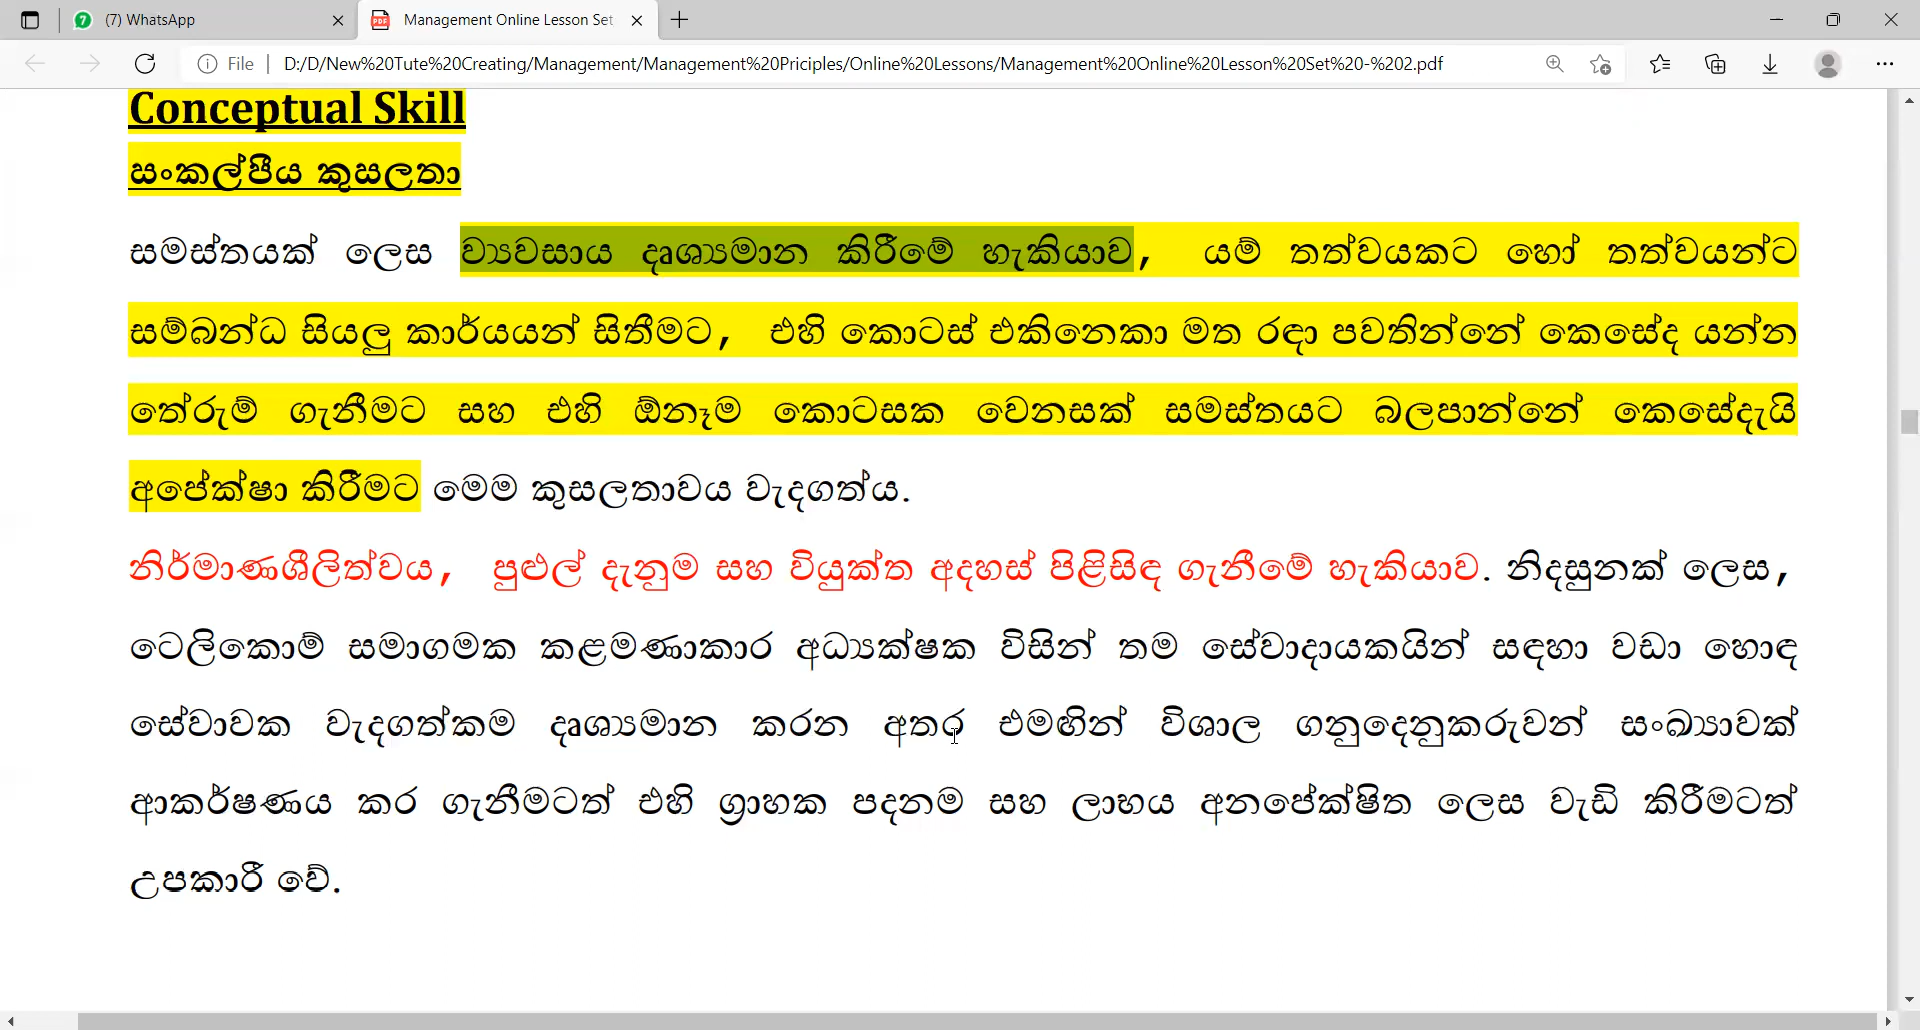 (7) WhatsApp
Management Online Lesson Set
File
D:/D/New%20Tute%20Creating/Management/Management%20Priciples/Online%20Lessons/Management%20Online%20Lesson%20Set%20-%202.pdf
Conceptual Skill
සංකල්පීය කුසලතා
සමස්තයක් ලෙස ව්‍යවසාය දෘශ්‍යමාන කිරීමේ හැකියාව, යම් තත්වයකට හෝ තත්වයන්ට
සම්බන්ධ සියලු කාර්යයන් සිතීමට, එහි කොටස් එකිනෙකා මත රඳා පවතින්නේ කෙසේද යන්න
තේරුම් ගැනීමට සහ එහි ඕනෑම කොටසක වෙනසක් සමස්තයට බලපාන්නේ කෙසේදැයි
අපේක්ෂා කිරීමට මෙම කුසලතාවය වැදගත්ය.
නිර්මාණශීලිත්වය, පුළුල් දැනුම සහ වියුක්ත අදහස් පිළිසිඳ ගැනීමේ හැකියාව. නිදසුනක් ලෙස,
ටෙලිකොම් සමාගමක කළමණාකාර අධ්‍යක්ෂක විසින් තම සේවාදායකයින් සඳහා වඩා හොඳ
සේවාවක වැදගත්කම දෘශ්‍යමාන කරන අතර එමඟින් විශාල ගනුදෙනුකරුවන් සංඛ්‍යාවක්
ආකර්ෂණය කර ගැනීමටත් එහි ග්‍රාහක පදනම සහ ලාභය අනපේක්ෂිත ලෙස වැඩි කිරීමටත්
උපකාරී වේ.